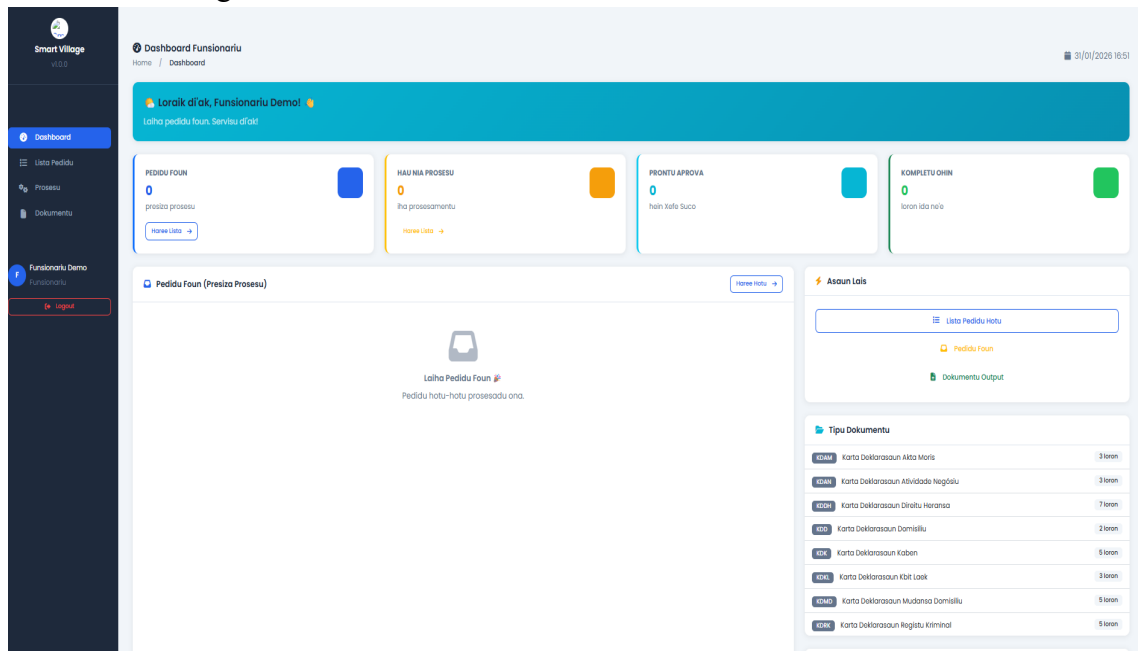 Smart Village
v1.0.0
Dashboard
Lista Pedidu
Prosesu
Dokumentu
F
Funsionariu Demo
Funsionariu
Logout
Dashboard Funsionariu
Home / Dashboard
31/01/2026 16:51
Loraik di'ak, Funsionariu Demo!
Laiha pedidu foun. Servisu di'ak!
PEDIDU FOUN
0
presiza prosesu
Haree Lista →
HAU NIA PROSESU
0
iha prosesamentu
Haree Lista →
PRONTU APROVA
0
hein Xefe Suco
KOMPLETU OHIN
0
loron ida ne'e
Pedidu Foun (Presiza Prosesu)
Haree Hotu →
Laiha Pedidu Foun
Pedidu hotu-hotu prosesadu ona.
Asaun Lais
Lista Pedidu Hotu
Pedidu Foun
Dokumentu Output
Tipu Dokumentu
KDAM Karta Deklarasaun Akta Moris 3 loron
KDAN Karta Deklarasaun Atividade Negósiu 3 loron
KDDH Karta Deklarasaun Direitu Heransa 7 loron
KDD Karta Deklarasaun Domisiliu 2 loron
KDK Karta Deklarasaun Kaben 5 loron
KDKL Karta Deklarasaun Kbit Laek 3 loron
KDMD Karta Deklarasaun Mudansa Domisiliu 5 loron
KDRK Karta Deklarasaun Registu Kriminal 5 loron